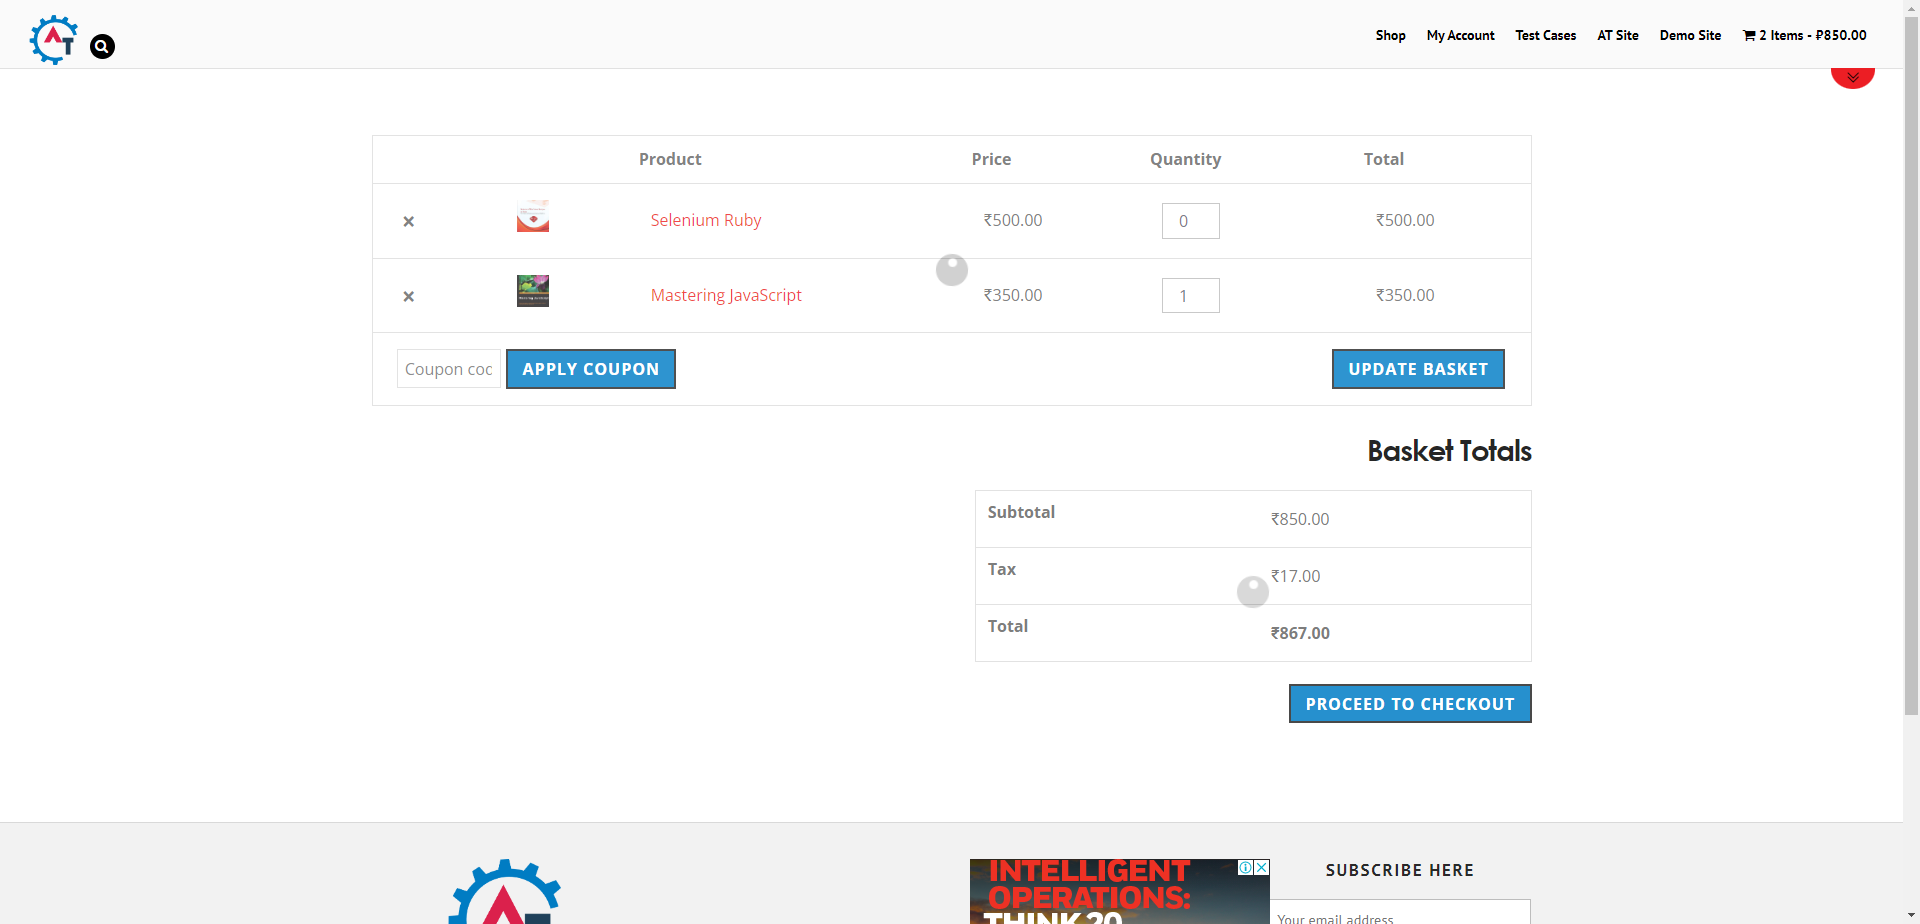 AT
Shop My Account Test Cases AT Site Demo Site 2 Items - ₽850.00
Product Price Quantity Total
× Selenium Ruby ₹500.00 0 ₹500.00
× Mastering JavaScript ₹350.00 1 ₹350.00
Coupon coc APPLY COUPON UPDATE BASKET
Basket Totals
Subtotal ₹850.00
Tax ₹17.00
Total ₹867.00
PROCEED TO CHECKOUT
INTELLIGENT
OPERATIONS:
THINK 20
SUBSCRIBE HERE
Your email address